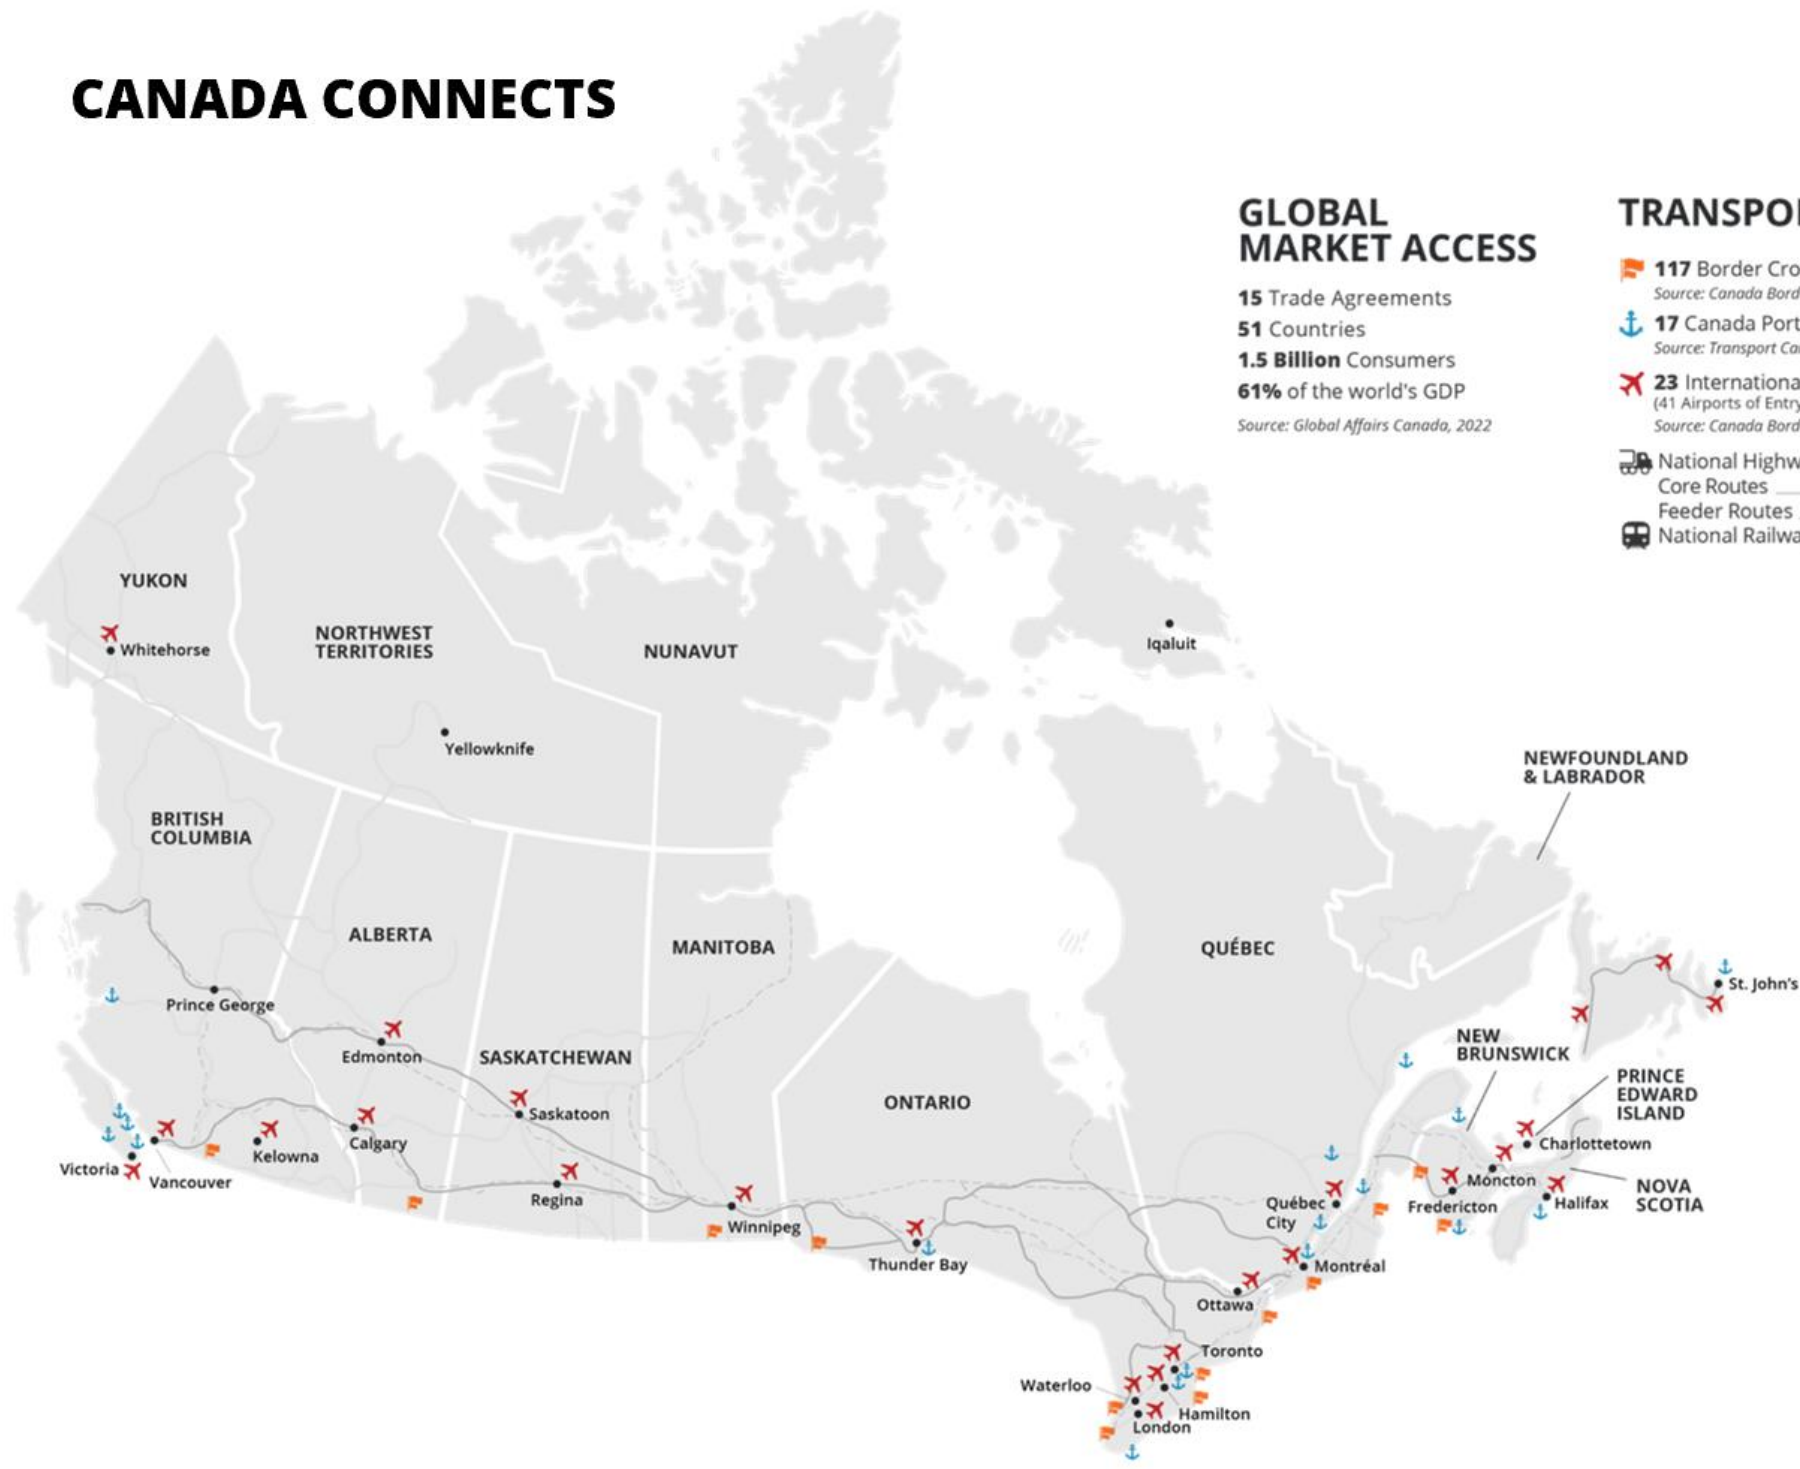 CANADA CONNECTS
GLOBAL
MARKET ACCESS
15 Trade Agreements
51 Countries
1.5 Billion Consumers
61% of the world's GDP
Source: Global Affairs Canada, 2022
TRANSPO
117 Border Cro
Source: Canada Bord
17 Canada Port
Source: Transport Ca
23 Internationa
(41 Airports of Entry
Source: Canada Bord
National Highw
Core Routes
Feeder Routes
National Railwa
YUKON
Whitehorse
NORTHWEST
TERRITORIES
NUNAVUT
Iqaluit
Yellowknife
NEWFOUNDLAND
& LABRADOR
BRITISH
COLUMBIA
ALBERTA
MANITOBA
QUÉBEC
Prince George
St. John's
Edmonton
SASKATCHEWAN
NEW
BRUNSWICK
PRINCE
EDWARD
ISLAND
ONTARIO
Saskatoon
Calgary
Kelowna
Charlottetown
Victoria
Vancouver
Regina
Moncton
NOVA
SCOTIA
Québec
City
Fredericton
Halifax
Winnipeg
Thunder Bay
Montréal
Ottawa
Toronto
Waterloo
Hamilton
London